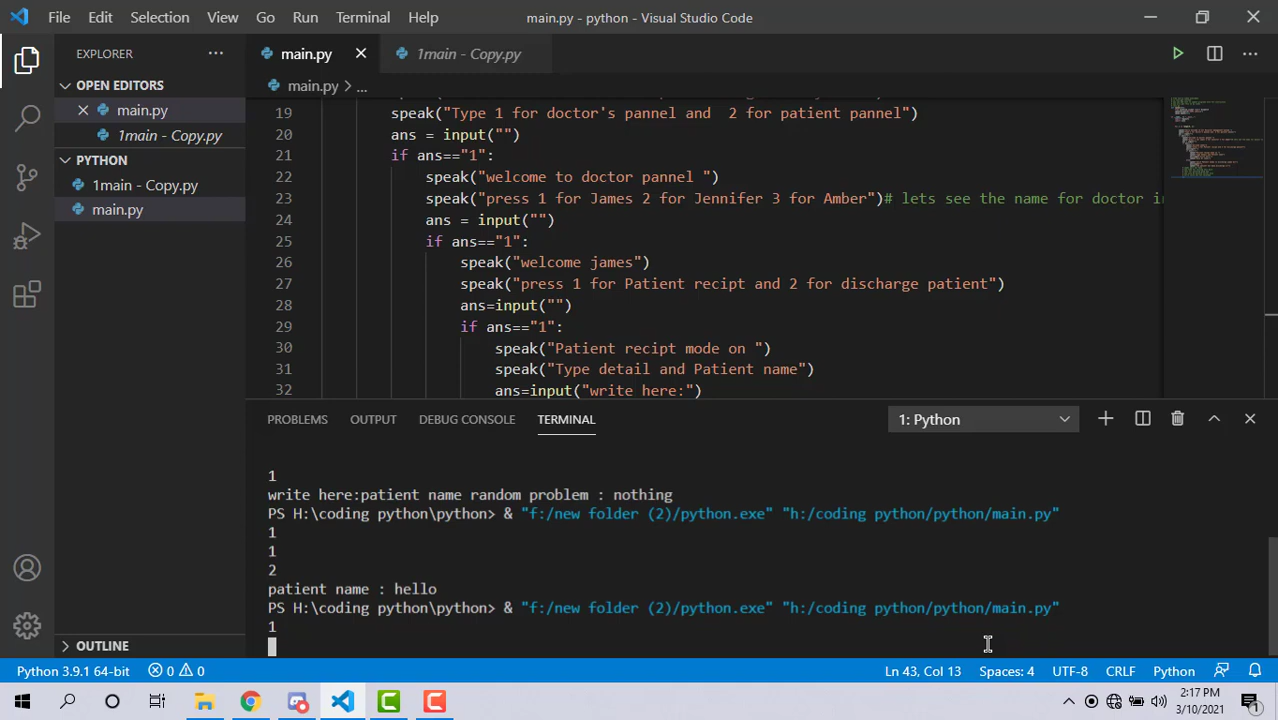 File Edit Selection View Go Run Terminal Help main.py - python - Visual Studio Code
EXPLORER
main.py
1main - Copy.py
OPEN EDITORS
main.py > ...
main.py
1main - Copy.py
PYTHON
1main - Copy.py
main.py
19 speak("Type 1 for doctor's pannel and  2 for patient pannel")
20 ans = input("")
21 if ans=="1":
22 speak("welcome to doctor pannel ")
23 speak("press 1 for James 2 for Jennifer 3 for Amber")# lets see the name for doctor
24 ans = input("")
25 if ans=="1":
26 speak("welcome james")
27 speak("press 1 for Patient recipt and 2 for discharge patient")
28 ans=input("")
29 if ans=="1":
30 speak("Patient recipt mode on ")
31 speak("Type detail and Patient name")
32 ans=input("write here:")
PROBLEMS OUTPUT DEBUG CONSOLE TERMINAL 1: Python
1
write here:patient name random problem : nothing
PS H:\coding python\python> & "f:/new folder (2)/python.exe" "h:/coding python/python/main.py"
1
1
2
patient name : hello
PS H:\coding python\python> & "f:/new folder (2)/python.exe" "h:/coding python/python/main.py"
1
OUTLINE
Python 3.9.1 64-bit 0 0 Ln 43, Col 13 Spaces: 4 UTF-8 CRLF Python
2:17 PM
3/10/2021
1